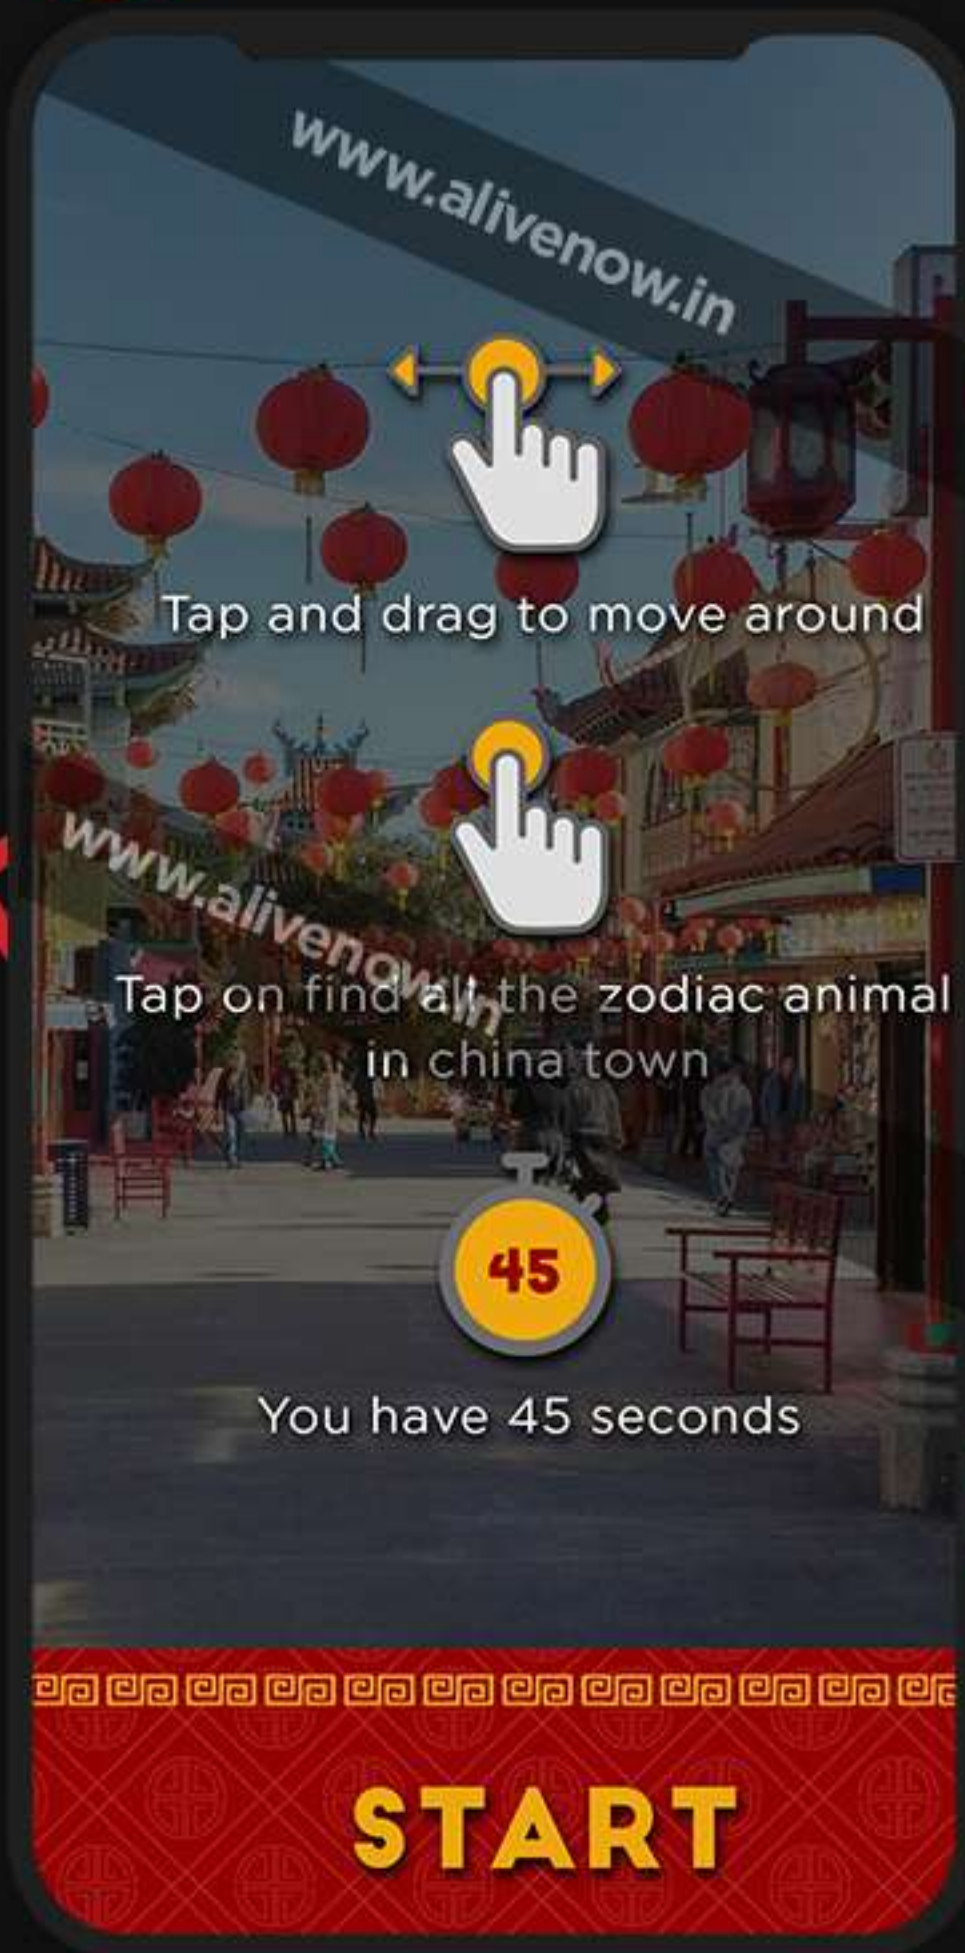 www.alivenow.in
Tap and drag to move around
www.alivenow.in
Tap on find all the zodiac animal
in china town
45
You have 45 seconds
START